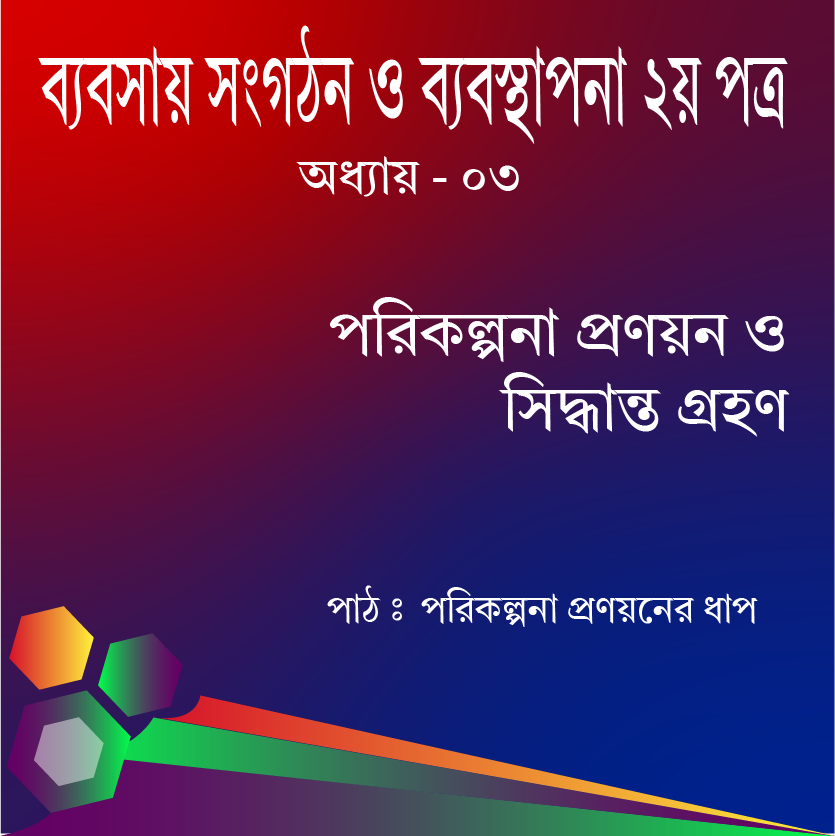 ব্যবসায় সংগঠন ও ব্যবস্থাপনা ২য় পত্র
অধ্যায় - ০৩
পরিকল্পনা প্রণয়ন ও
সিদ্ধান্ত গ্রহণ
পাঠ ঃ পরিকল্পনা প্রণয়নের ধাপ